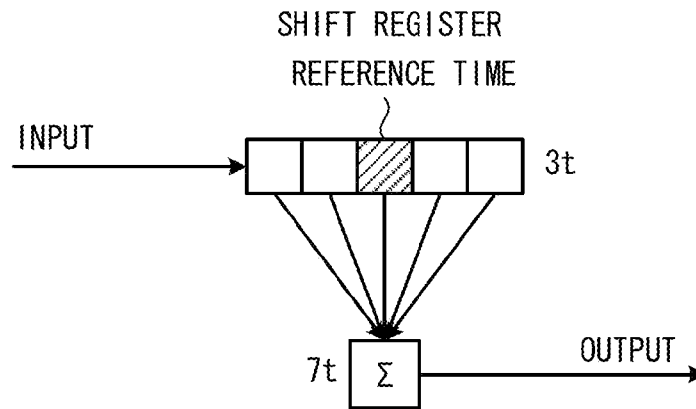 SHIFT REGISTER
REFERENCE TIME
INPUT
3t
7t
Σ
OUTPUT